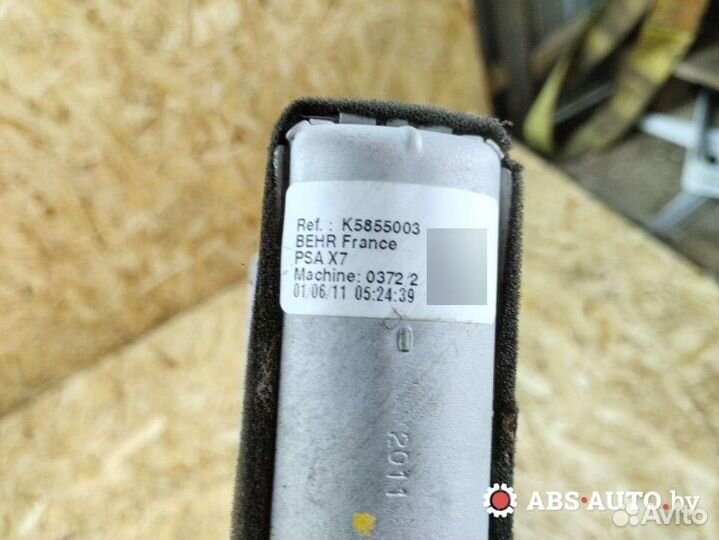 Ref. : K5855003
BEHR France
PSA X7
Machine: 0372/2
01/06/11 05:24:39
2011
ABS-AUTO.by
Avito